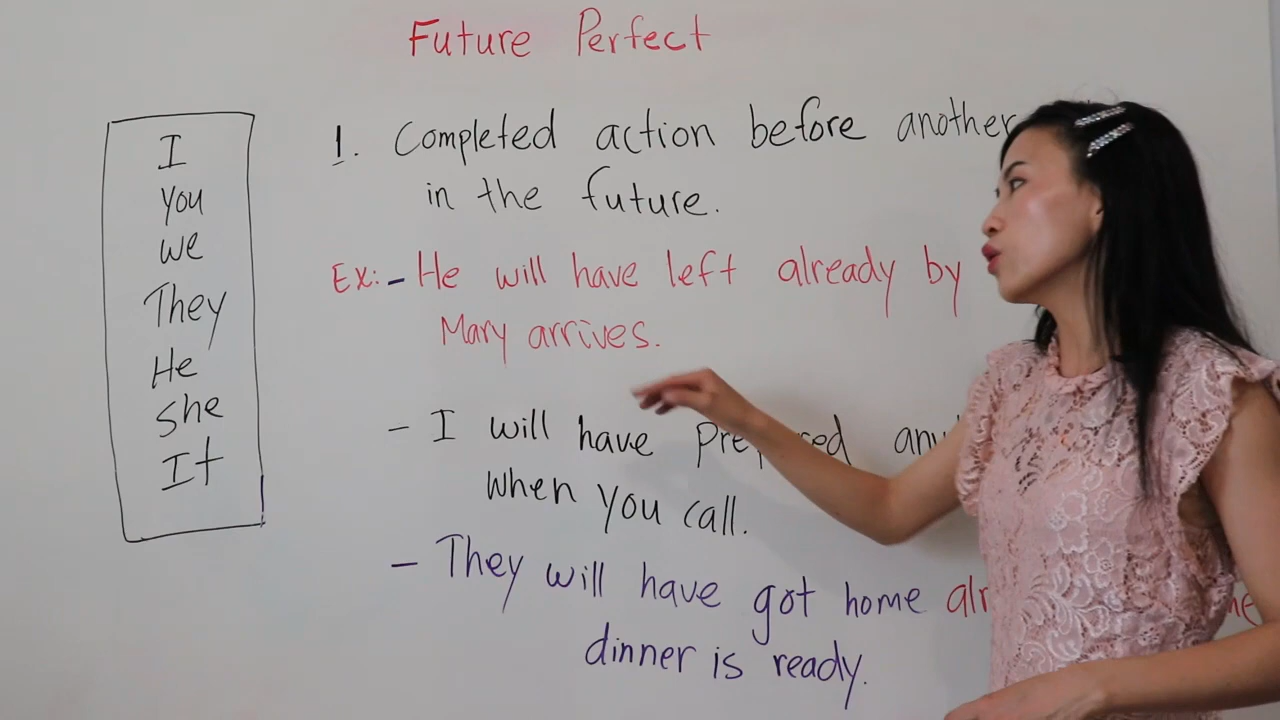 Future Perfect
I
you
we
They
He
she
It
1. Completed action before another
in the future.
Ex: - He will have left already by
Mary arrives.
- I will have
when you call.
- They will have got home
dinner is ready.